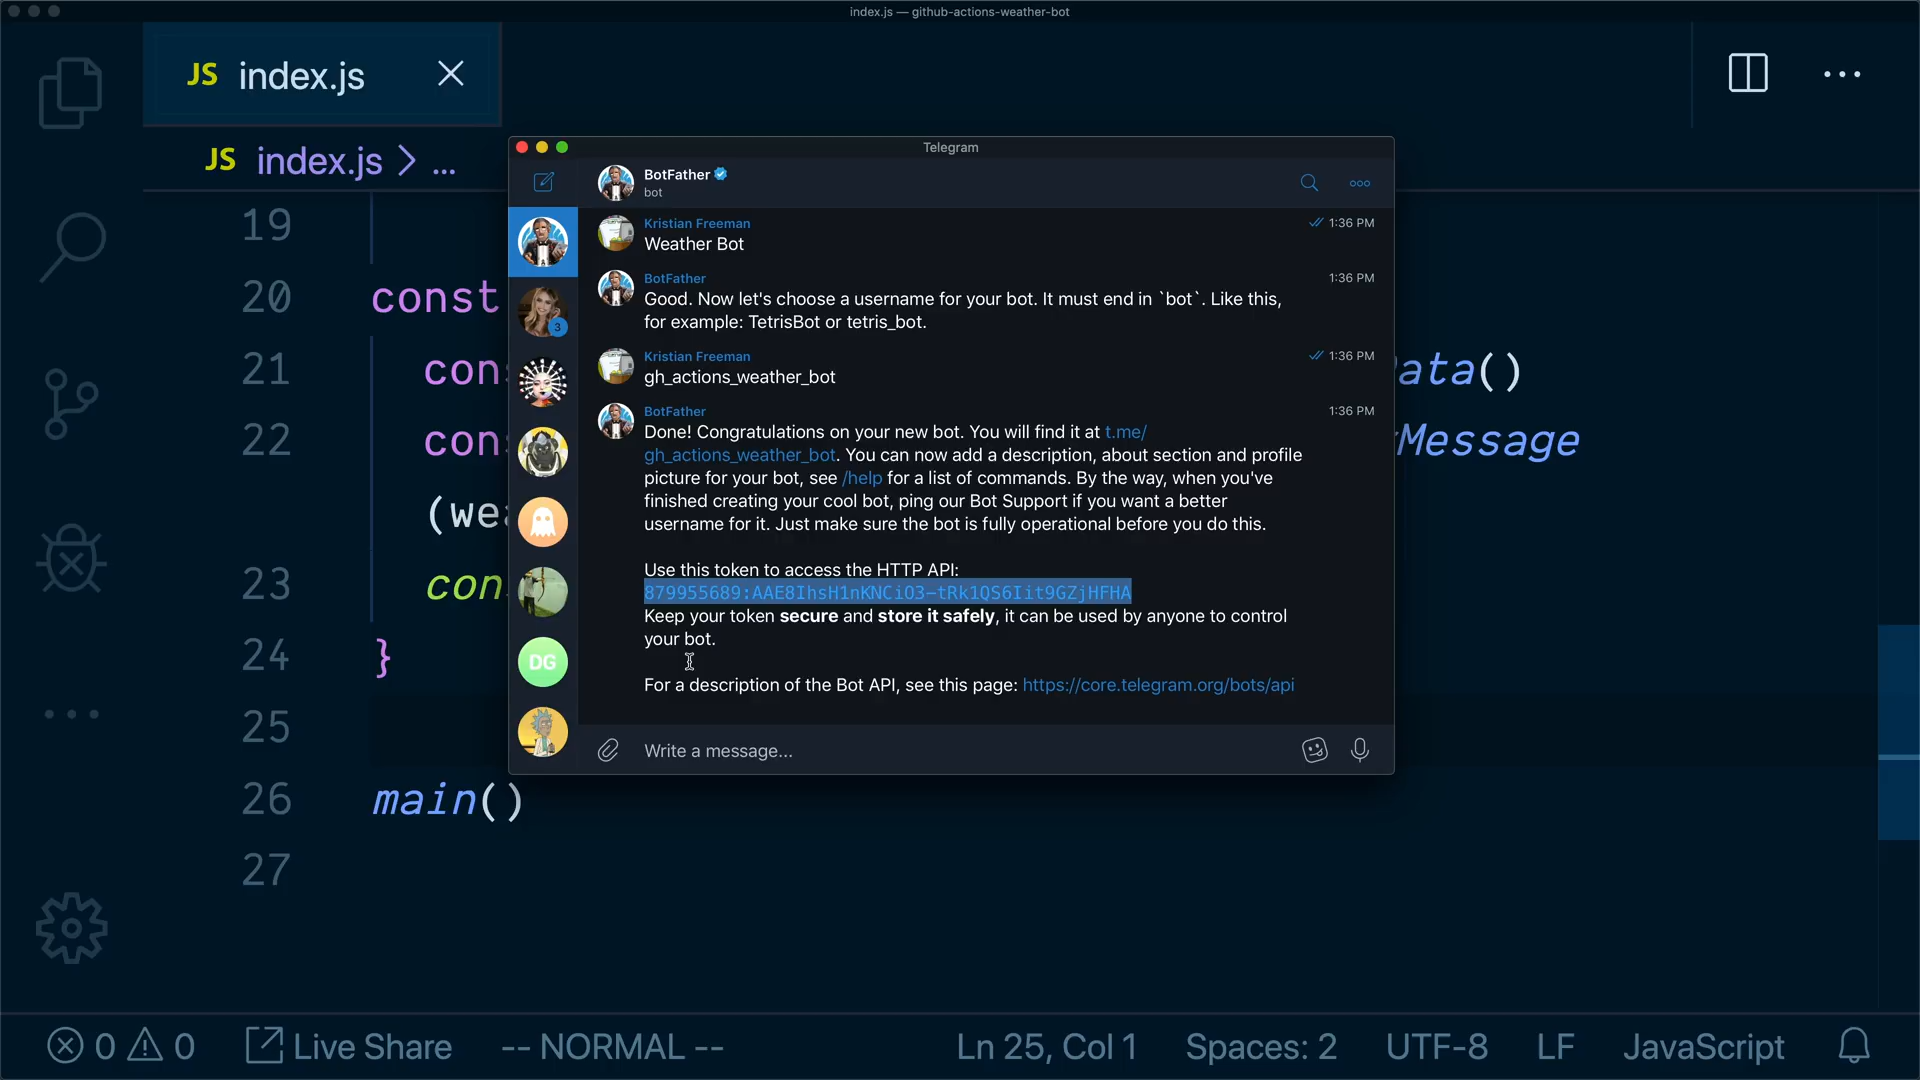 index.js — github-actions-weather-bot
JS index.js
JS index.js > ...
19
20 const
21 con ata()
22 con Message
(wea
23 con
24 }
25
26 main()
27
Telegram
BotFather
bot
Kristian Freeman 1:36 PM
Weather Bot
BotFather 1:36 PM
Good. Now let's choose a username for your bot. It must end in `bot`. Like this,
for example: TetrisBot or tetris_bot.
Kristian Freeman 1:36 PM
gh_actions_weather_bot
BotFather 1:36 PM
Done! Congratulations on your new bot. You will find it at t.me/
gh_actions_weather_bot. You can now add a description, about section and profile
picture for your bot, see /help for a list of commands. By the way, when you've
finished creating your cool bot, ping our Bot Support if you want a better
username for it. Just make sure the bot is fully operational before you do this.
Use this token to access the HTTP API:
879955689:AAE8IhsH1nKNCiO3-tRk1QS6Iit9GZjHFHA
Keep your token secure and store it safely, it can be used by anyone to control
your bot.
For a description of the Bot API, see this page: https://core.telegram.org/bots/api
3
DG
Write a message...
0 0 Live Share -- NORMAL -- Ln 25, Col 1 Spaces: 2 UTF-8 LF JavaScript